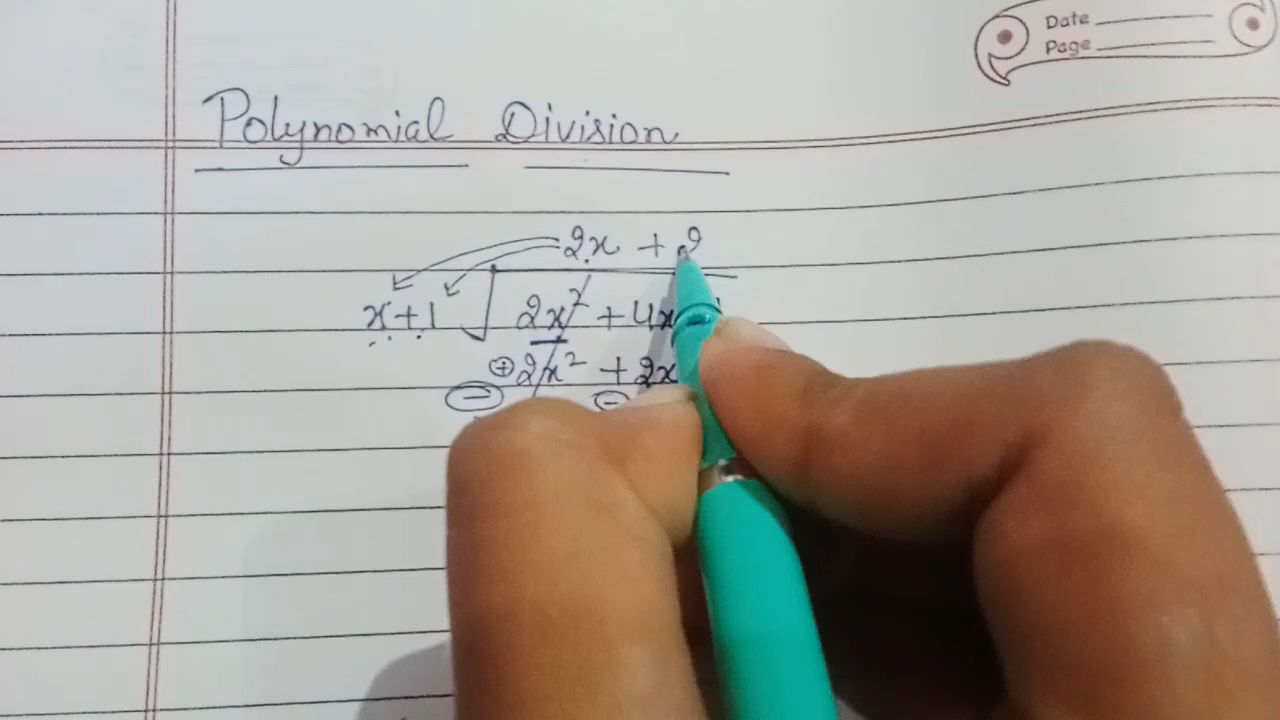 Date
Page
Polynomial Division
2x + 2
x + 1 2x² + 4x
⊕ 2x² + 2x
⊖ ⊖